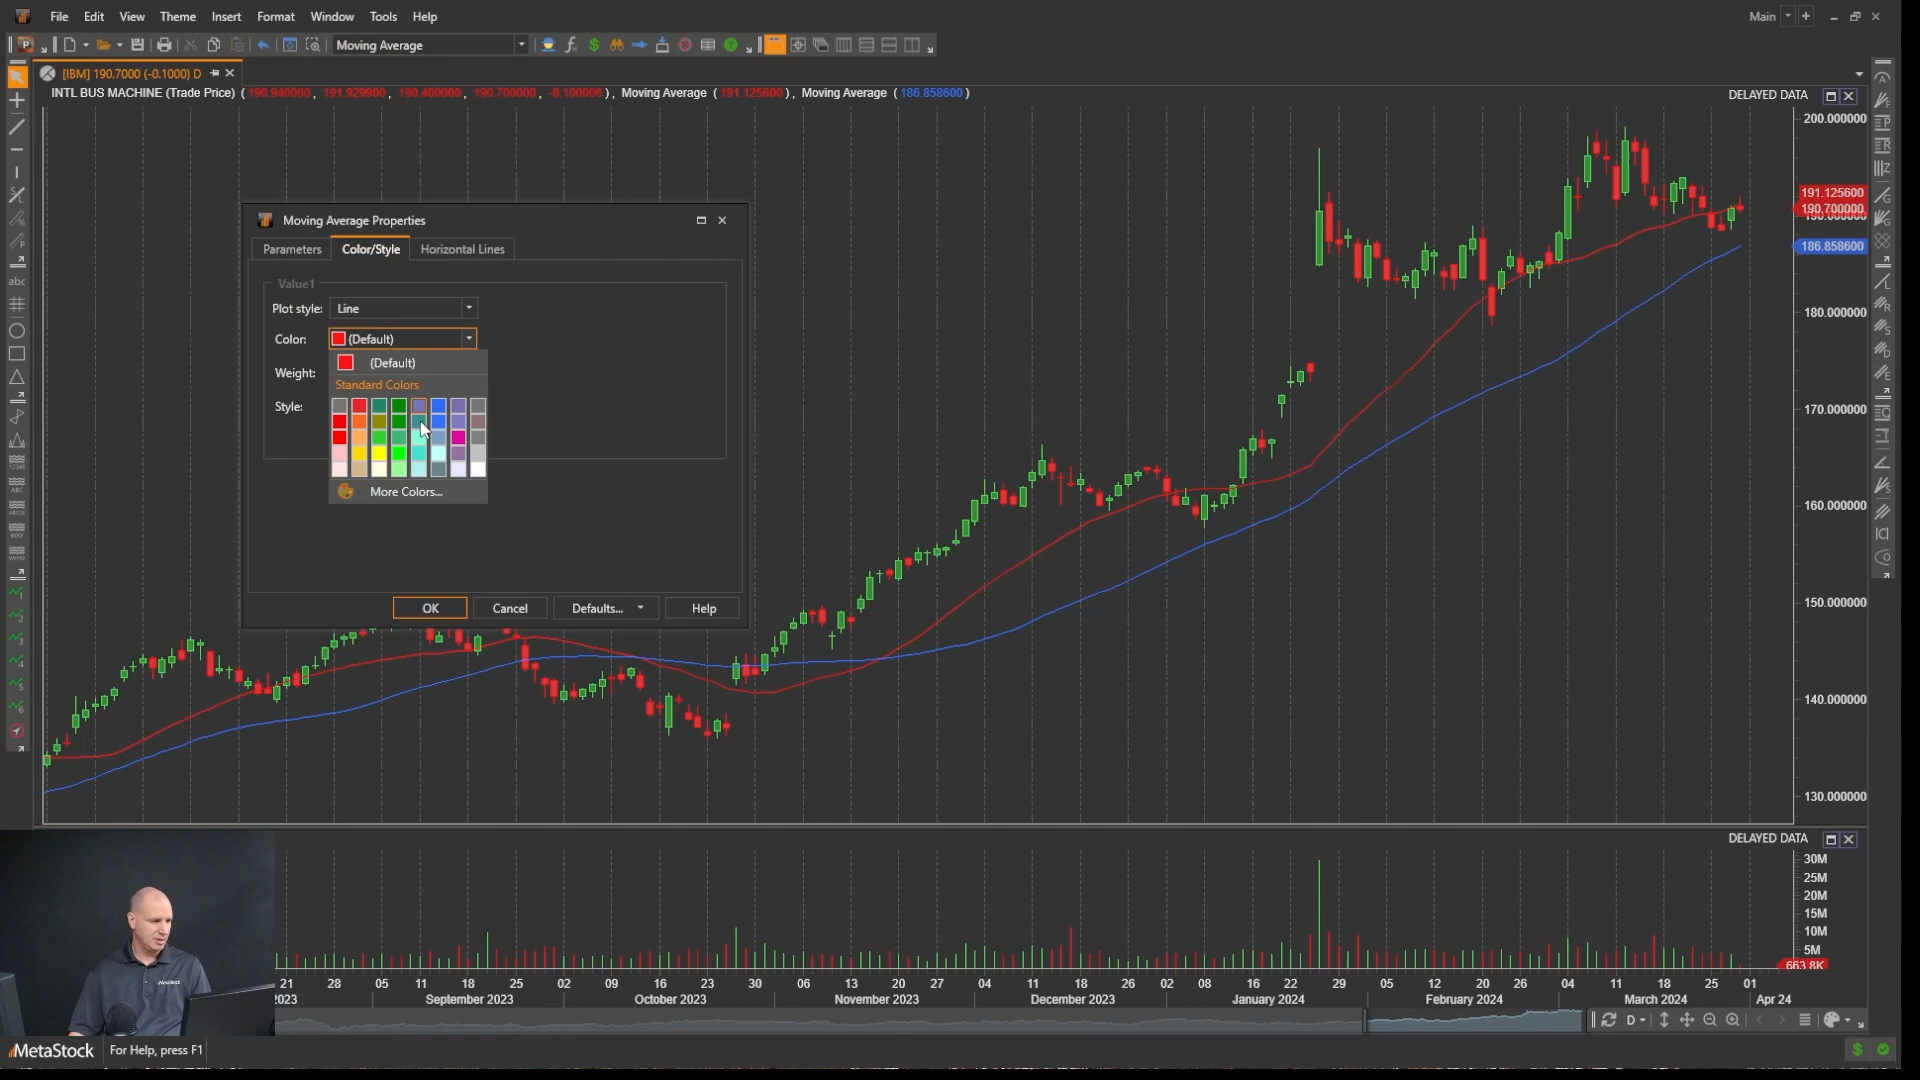 File Edit View Theme Insert Format Window Tools Help Main
Moving Average
[IBM] 190.7000 (-0.1000) D
INTL BUS MACHINE (Trade Price) ( 190.940000 , 191.929900 , 190.400000 , 190.700000 , -0.100006 ), Moving Average ( 191.125600 ), Moving Average ( 186.858600 )
DELAYED DATA
200.000000
191.125600
190.700000
186.858600
180.000000
170.000000
160.000000
150.000000
140.000000
130.000000
abc
Moving Average Properties
Parameters Color/Style Horizontal Lines
Value1
Plot style: Line
Color: (Default)
(Default)
Weight:
Standard Colors
Style:
More Colors...
OK Cancel Defaults... Help
DELAYED DATA
30M
25M
20M
15M
10M
5M
663.8K
21 28 05 11 18 25 02 09 16 23 30 06 13 20 27 04 11 18 26 02 08 16 22 29 05 12 20 26 04 11 18 25 01
2023 September 2023 October 2023 November 2023 December 2023 January 2024 February 2024 March 2024 Apr 24
D
MetaStock For Help, press F1